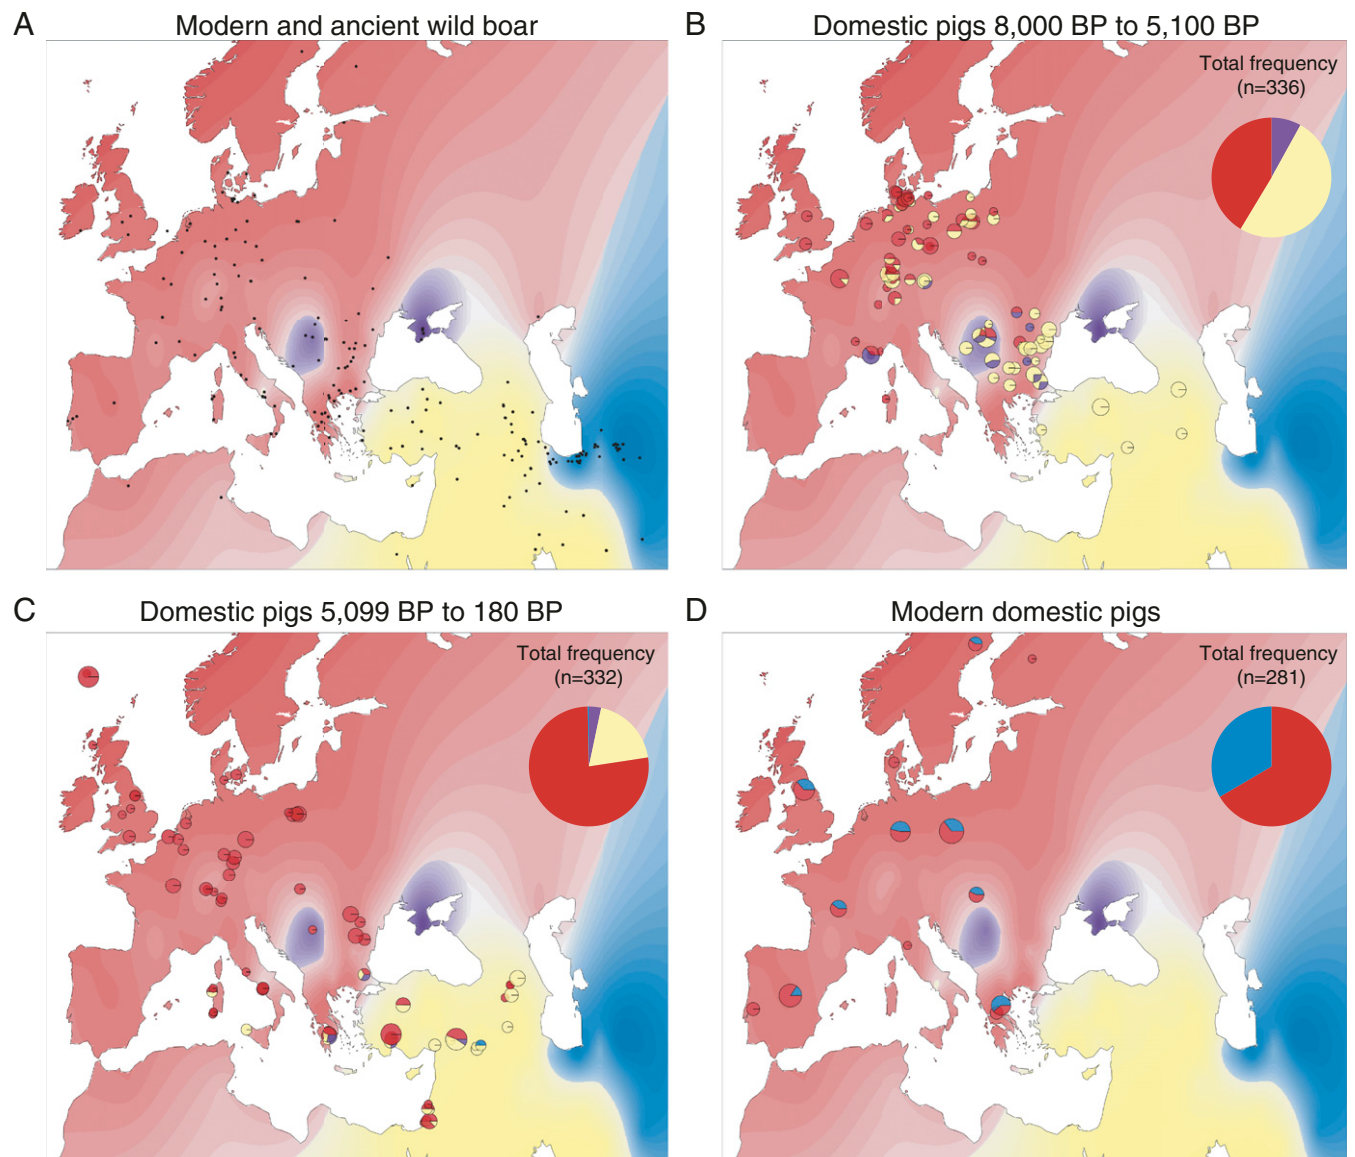 A
Modern and ancient wild boar
B
Domestic pigs 8,000 BP to 5,100 BP
Total frequency
(n=336)
C
Domestic pigs 5,099 BP to 180 BP
Total frequency
(n=332)
D
Modern domestic pigs
Total frequency
(n=281)